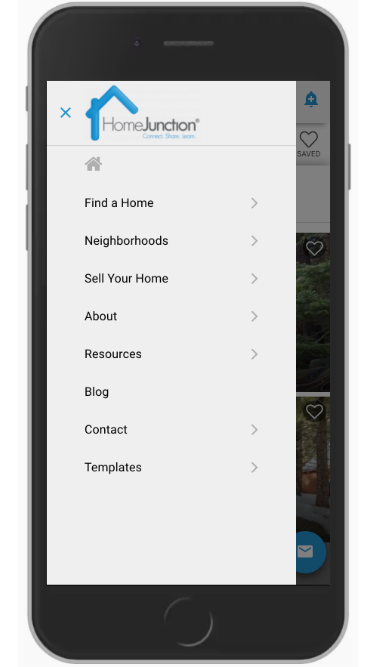 HomeJunction®
Connect. Share. Learn.
SAVED
Find a Home
Neighborhoods
Sell Your Home
About
Resources
Blog
Contact
Templates